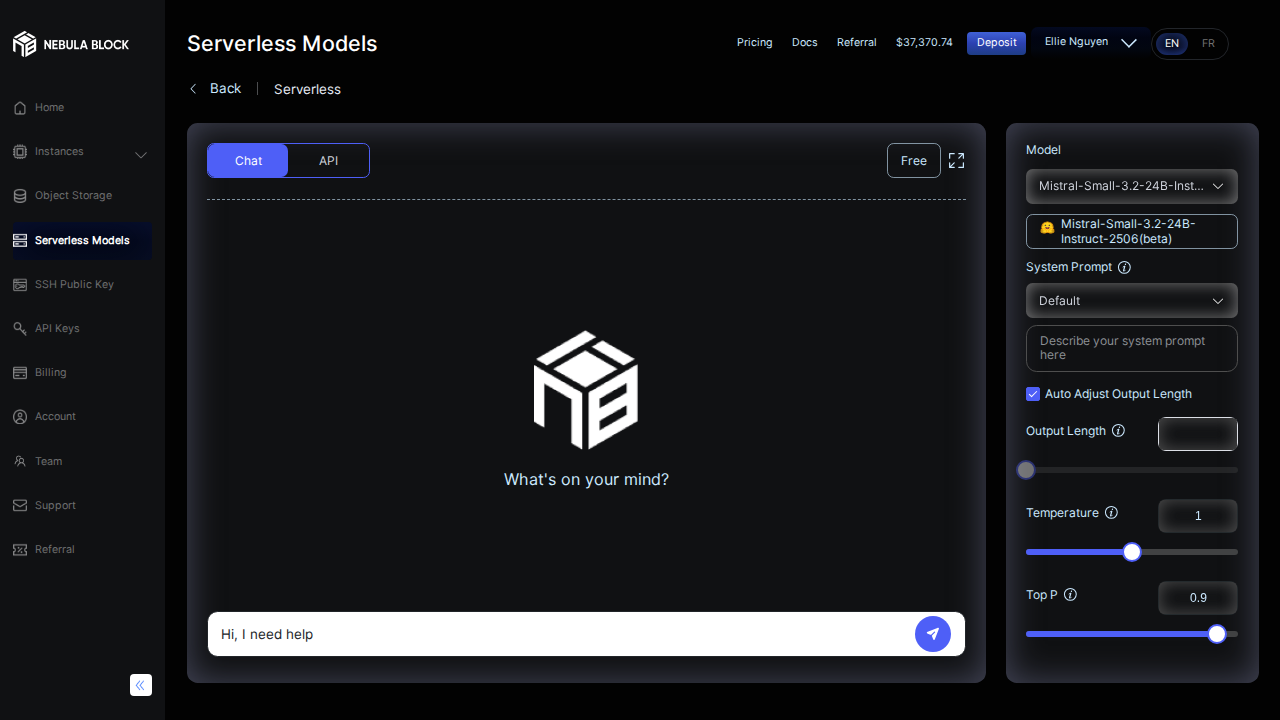 NEBULA BLOCK
Home
Instances
Object Storage
Serverless Models
SSH Public Key
API Keys
Billing
Account
Team
Support
Referral
Serverless Models
Pricing
Docs
Referral
$37,370.74
Deposit
Ellie Nguyen
EN
FR
Back
Serverless
Chat
API
Free
What's on your mind?
Hi, I need help
Model
Mistral-Small-3.2-24B-Inst...
Mistral-Small-3.2-24B-
Instruct-2506(beta)
System Prompt
Default
Describe your system prompt
here
Auto Adjust Output Length
Output Length
Temperature
1
Top P
0.9